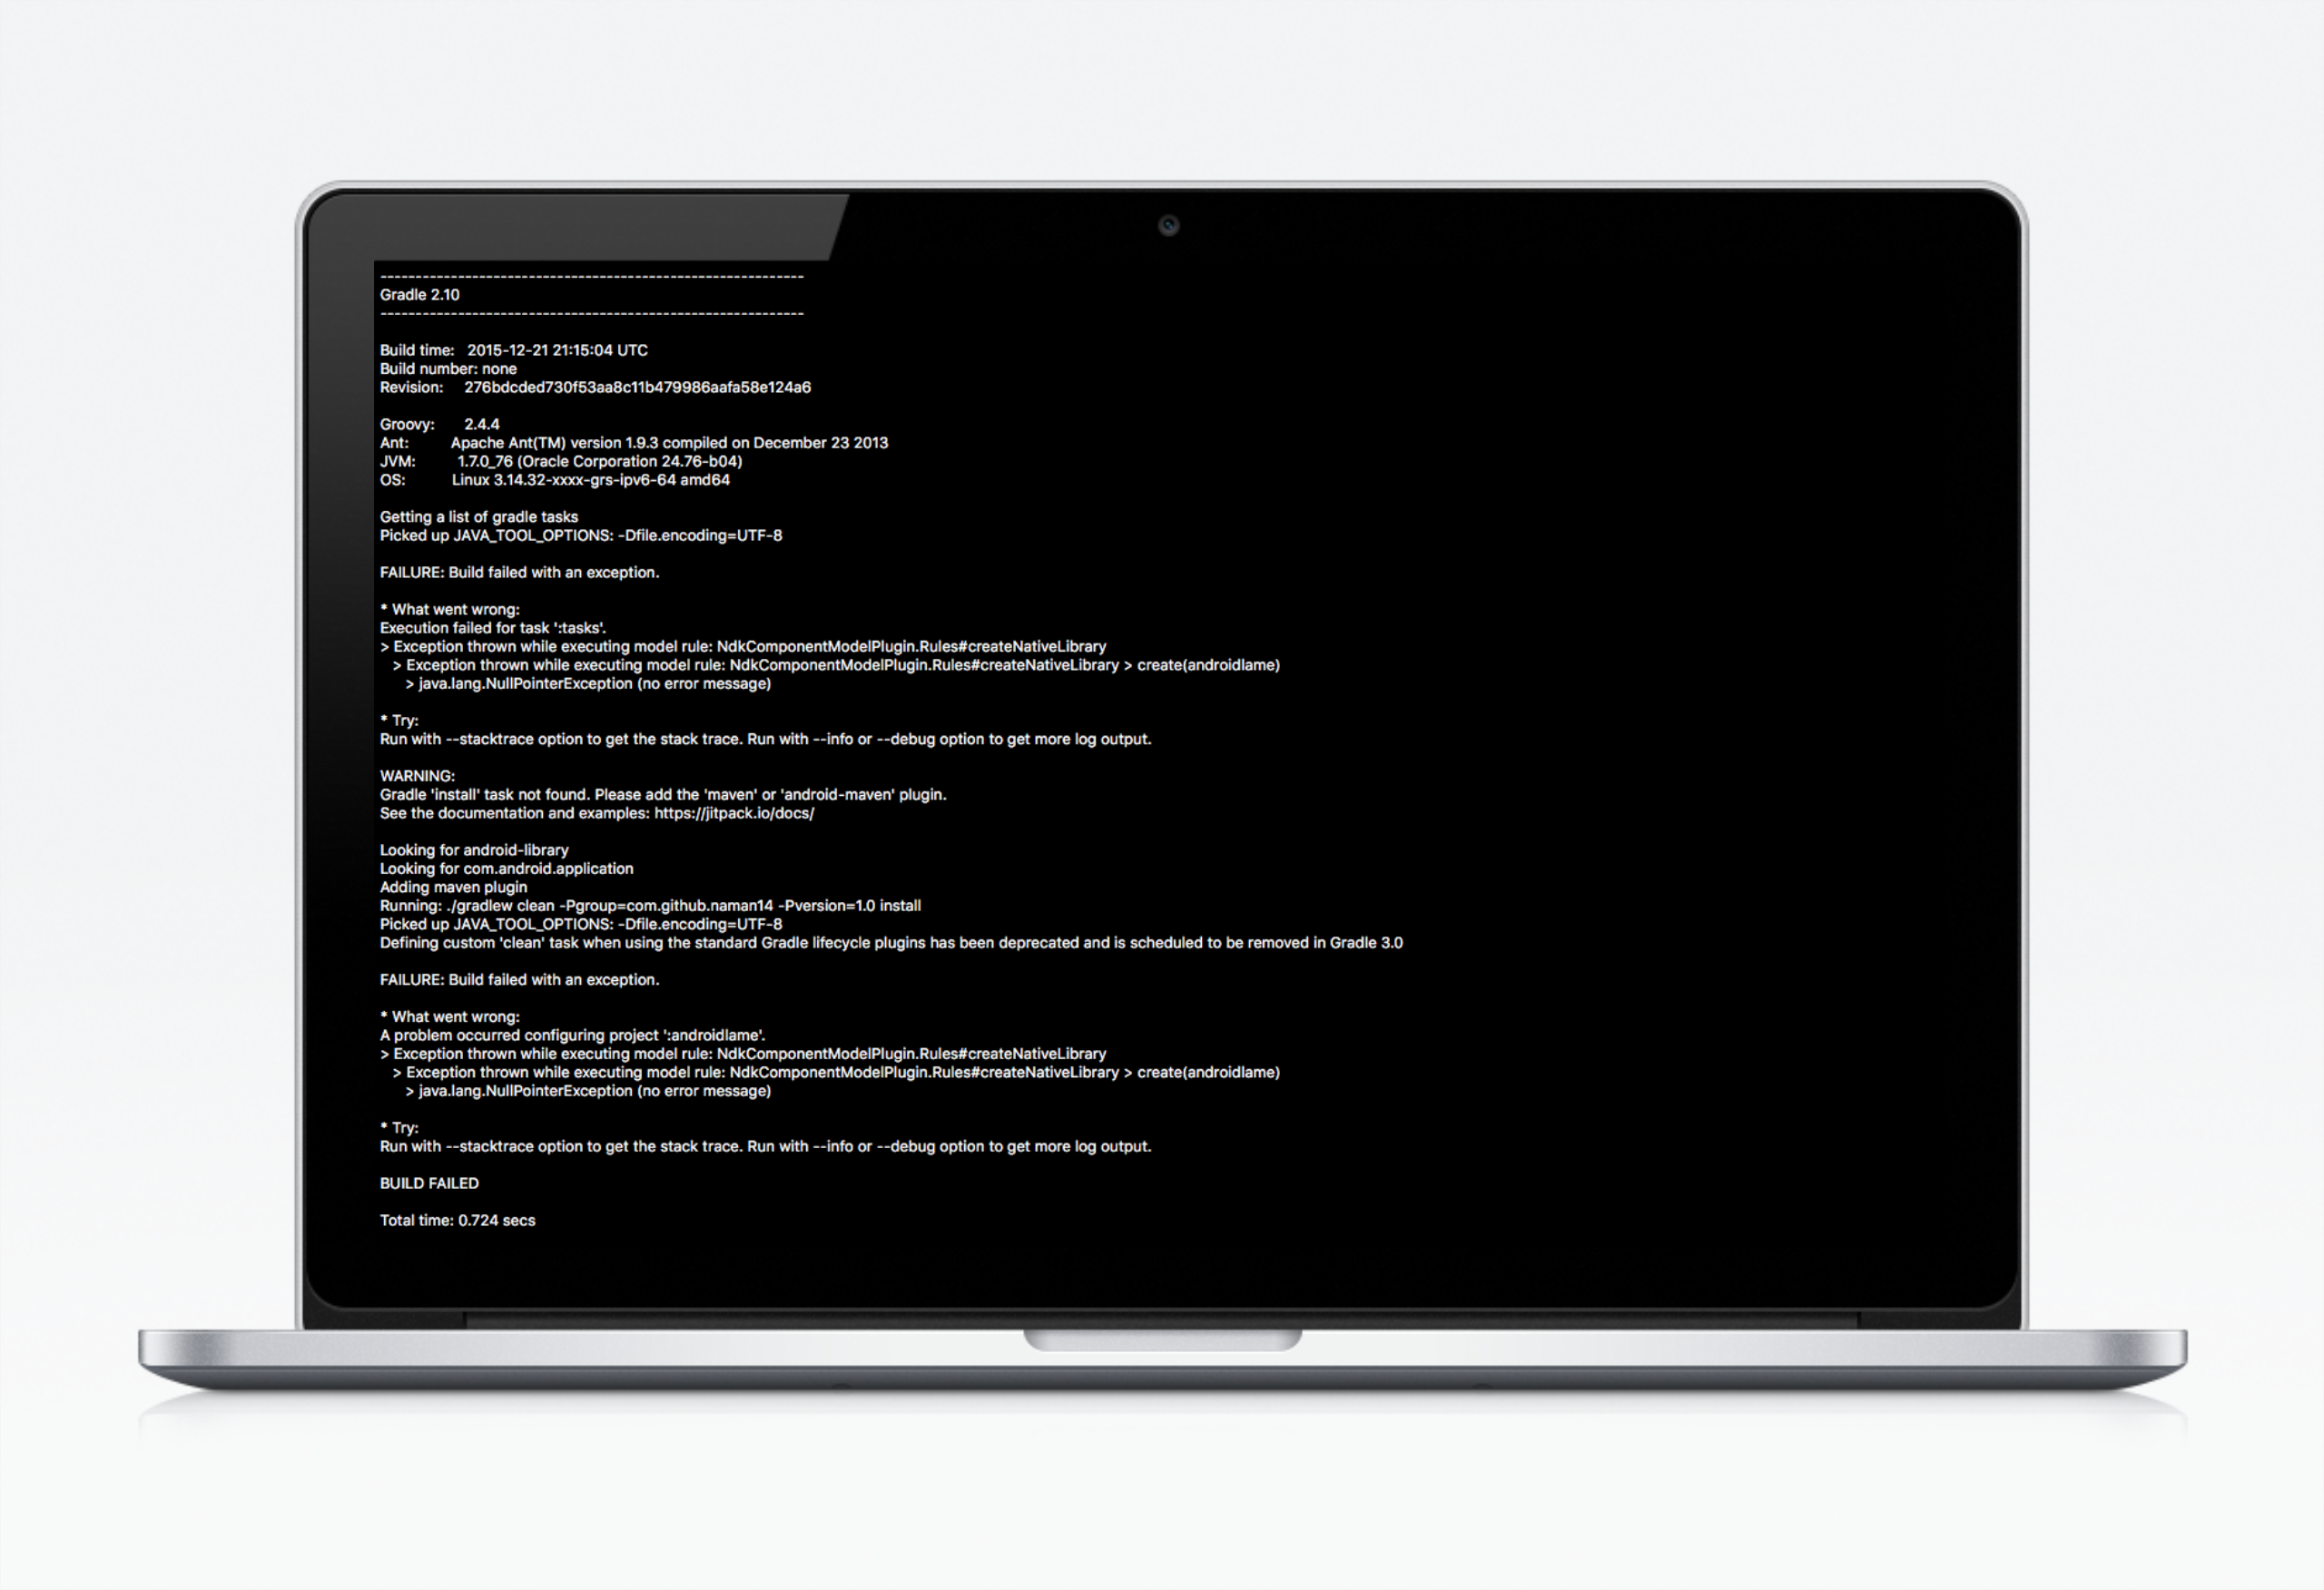 ------------------------------------------------------------
Gradle 2.10
------------------------------------------------------------
Build time:   2015-12-21 21:15:04 UTC
Build number: none
Revision:     276bdcded730f53aa8c11b479986aafa58e124a6
Groovy:       2.4.4
Ant:          Apache Ant(TM) version 1.9.3 compiled on December 23 2013
JVM:          1.7.0_76 (Oracle Corporation 24.76-b04)
OS:           Linux 3.14.32-xxxx-grs-ipv6-64 amd64
Getting a list of gradle tasks
Picked up JAVA_TOOL_OPTIONS: -Dfile.encoding=UTF-8
FAILURE: Build failed with an exception.
* What went wrong:
Execution failed for task ':tasks'.
> Exception thrown while executing model rule: NdkComponentModelPlugin.Rules#createNativeLibrary
   > Exception thrown while executing model rule: NdkComponentModelPlugin.Rules#createNativeLibrary > create(androidlame)
      > java.lang.NullPointerException (no error message)
* Try:
Run with --stacktrace option to get the stack trace. Run with --info or --debug option to get more log output.
WARNING:
Gradle 'install' task not found. Please add the 'maven' or 'android-maven' plugin.
See the documentation and examples: https://jitpack.io/docs/
Looking for android-library
Looking for com.android.application
Adding maven plugin
Running: ./gradlew clean -Pgroup=com.github.naman14 -Pversion=1.0 install
Picked up JAVA_TOOL_OPTIONS: -Dfile.encoding=UTF-8
Defining custom 'clean' task when using the standard Gradle lifecycle plugins has been deprecated and is scheduled to be removed in Gradle 3.0
FAILURE: Build failed with an exception.
* What went wrong:
A problem occurred configuring project ':androidlame'.
> Exception thrown while executing model rule: NdkComponentModelPlugin.Rules#createNativeLibrary
   > Exception thrown while executing model rule: NdkComponentModelPlugin.Rules#createNativeLibrary > create(androidlame)
      > java.lang.NullPointerException (no error message)
* Try:
Run with --stacktrace option to get the stack trace. Run with --info or --debug option to get more log output.
BUILD FAILED
Total time: 0.724 secs